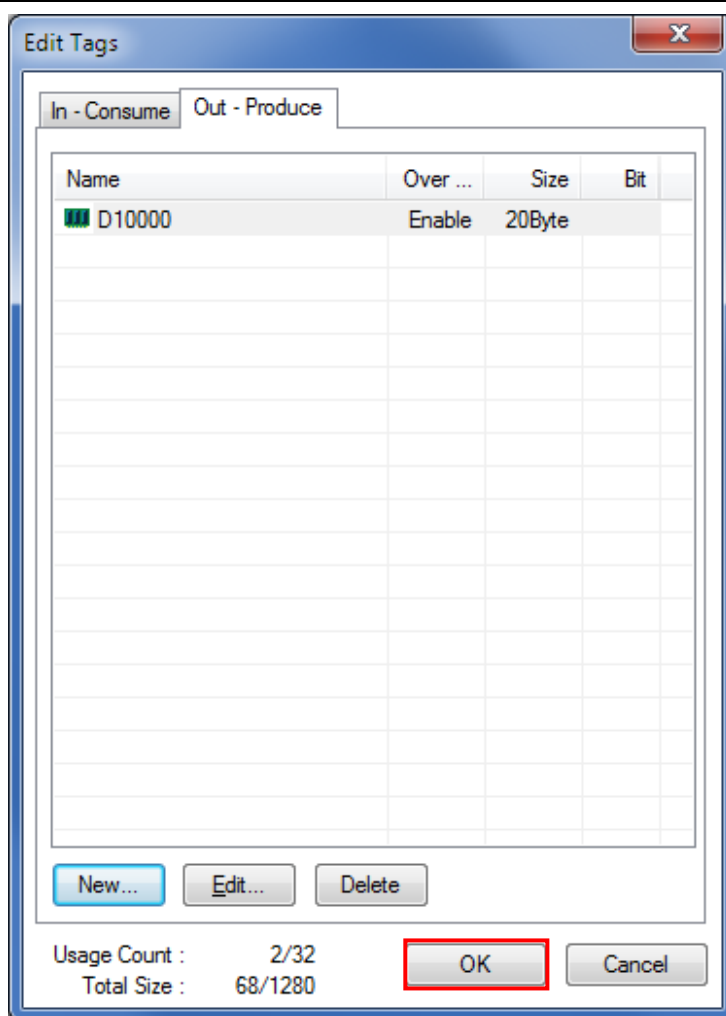 Edit Tags
In - Consume Out - Produce
Name Over ... Size Bit
D10000 Enable 20Byte
New... Edit... Delete
Usage Count : 2/32 OK Cancel
Total Size : 68/1280